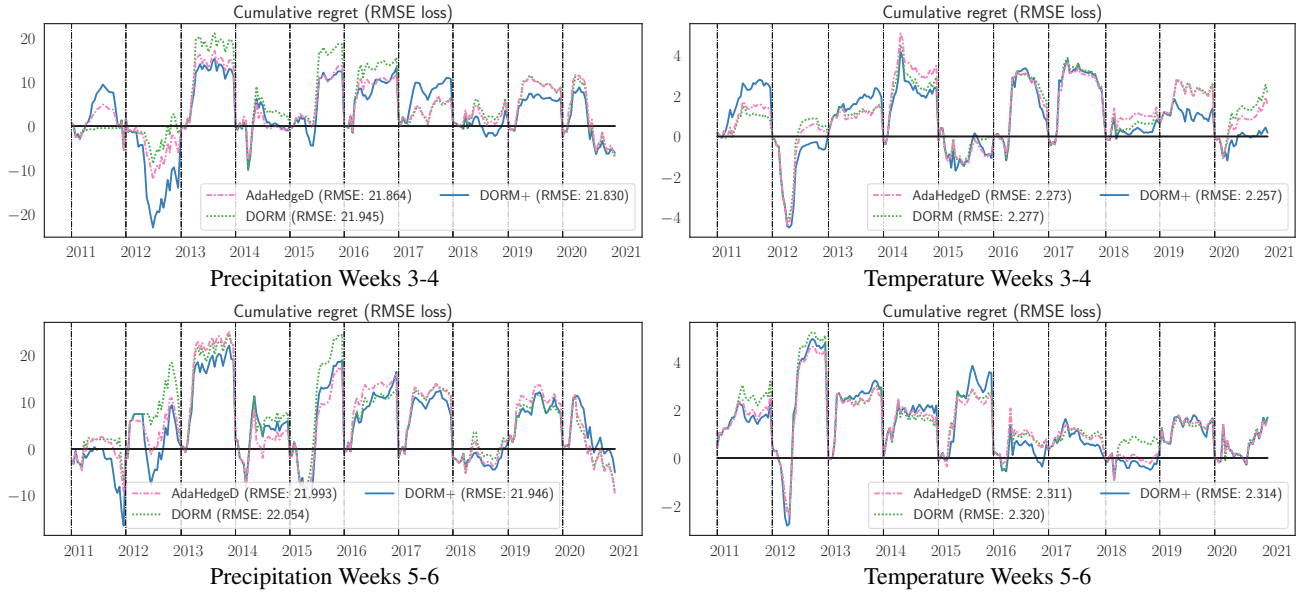 Cumulative regret (RMSE loss)
20
10
0
−10
−20
AdaHedgeD (RMSE: 21.864)
DORM (RMSE: 21.945)
DORM+ (RMSE: 21.830)
2011 2012 2013 2014 2015 2016 2017 2018 2019 2020 2021
Precipitation Weeks 3-4
Cumulative regret (RMSE loss)
4
2
0
−2
−4
AdaHedgeD (RMSE: 2.273)
DORM (RMSE: 2.277)
DORM+ (RMSE: 2.257)
2011 2012 2013 2014 2015 2016 2017 2018 2019 2020 2021
Temperature Weeks 3-4
Cumulative regret (RMSE loss)
20
10
0
−10
AdaHedgeD (RMSE: 21.993)
DORM (RMSE: 22.054)
DORM+ (RMSE: 21.946)
2011 2012 2013 2014 2015 2016 2017 2018 2019 2020 2021
Precipitation Weeks 5-6
Cumulative regret (RMSE loss)
4
2
0
−2
AdaHedgeD (RMSE: 2.311)
DORM (RMSE: 2.320)
DORM+ (RMSE: 2.314)
2011 2012 2013 2014 2015 2016 2017 2018 2019 2020 2021
Temperature Weeks 5-6